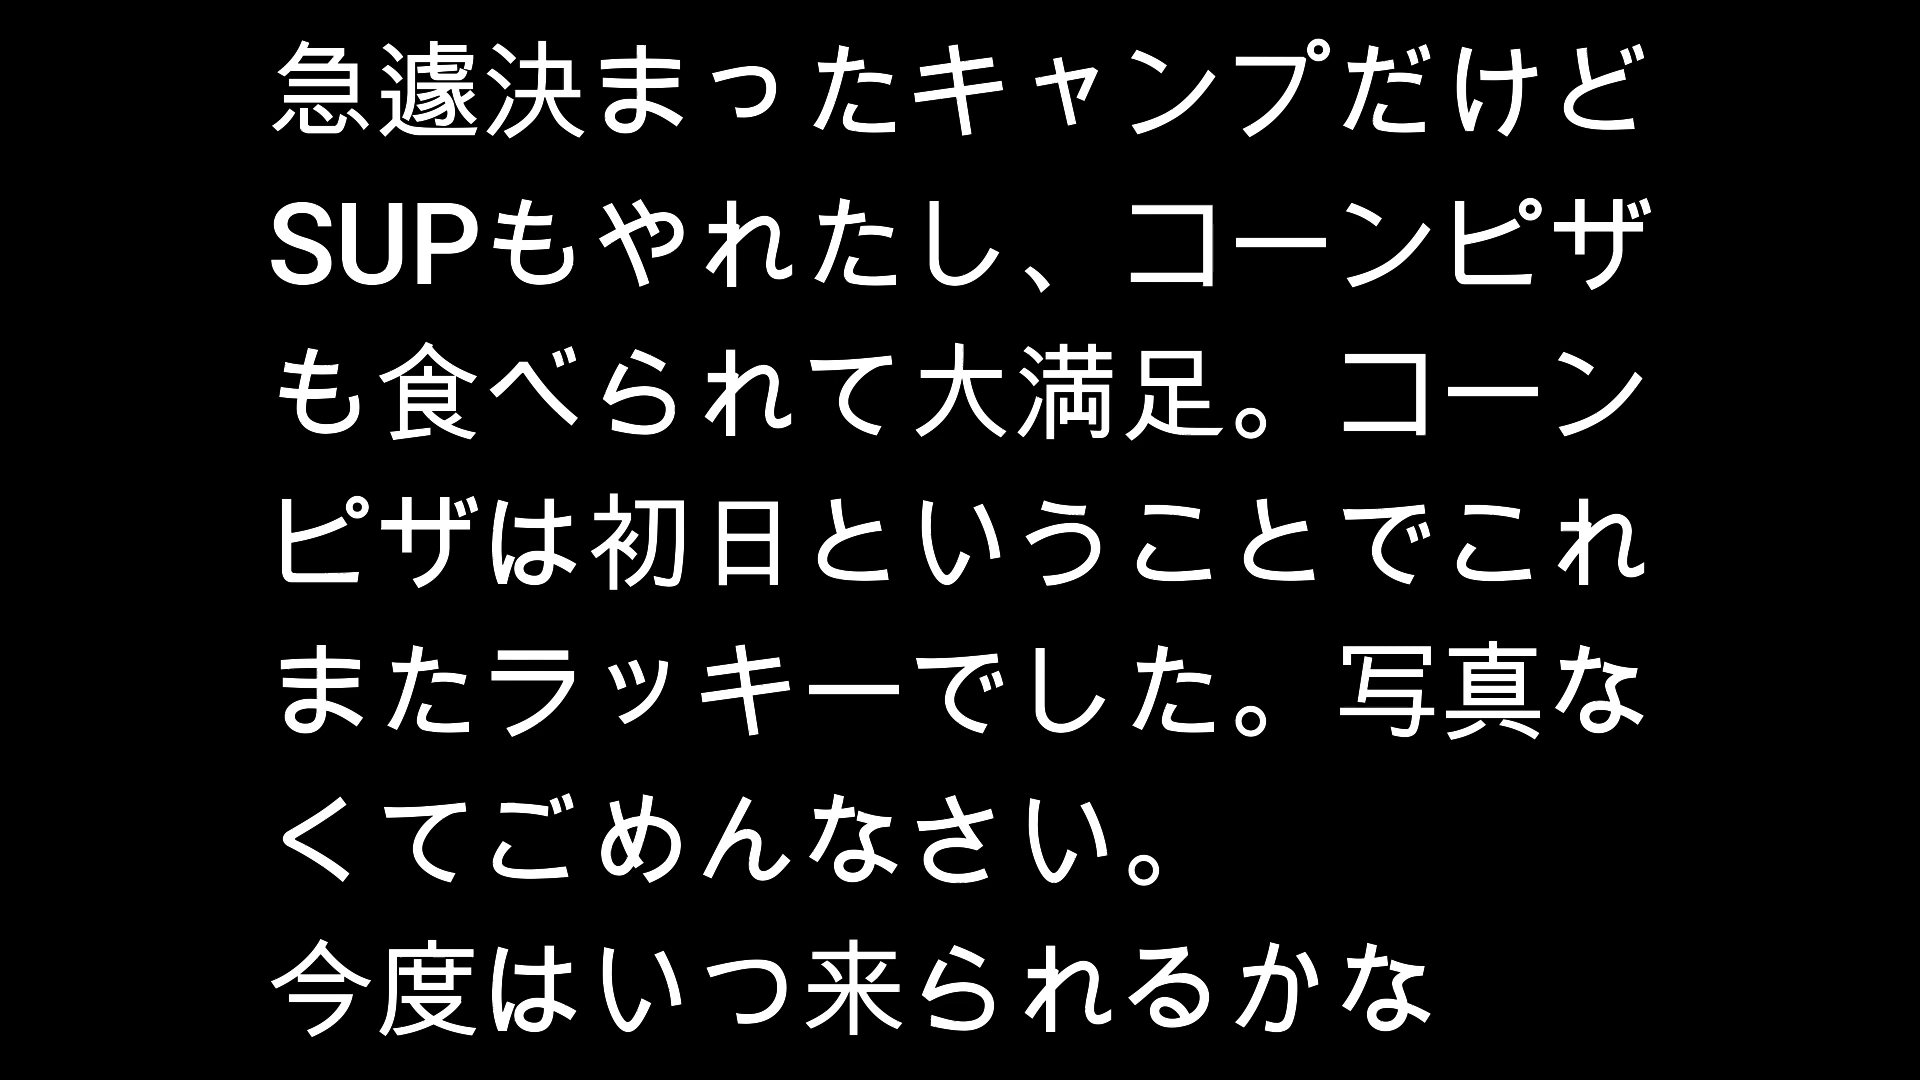 急遽決まったキャンプだけど
SUPもやれたし、コーンピザ
も食べられて大満足。コーン
ピザは初日ということでこれ
またラッキーでした。写真な
くてごめんなさい。
今度はいつ来られるかな